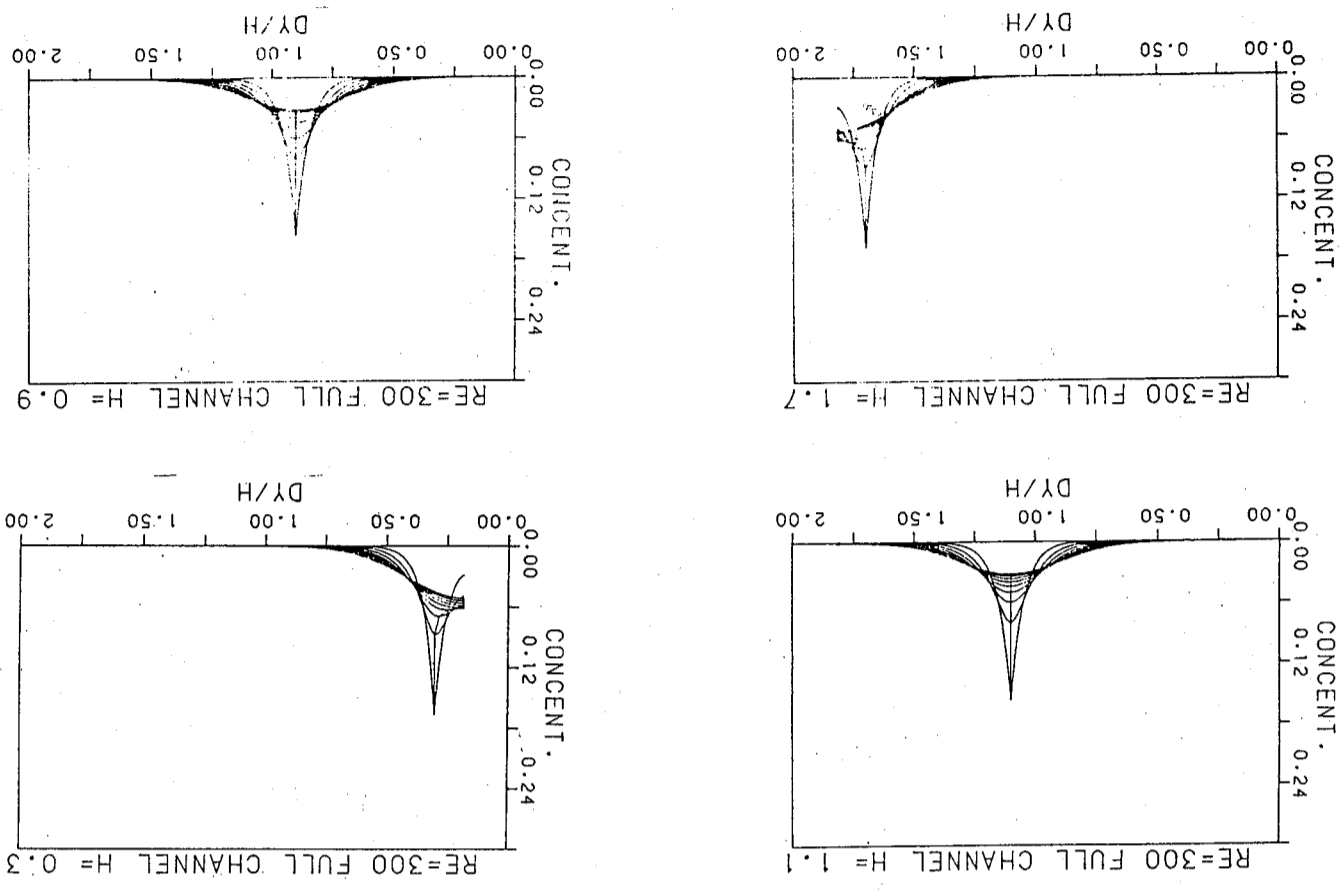 RE=300 FULL CHANNEL H= 1.1
CONCENT.
0.00 0.12 0.24
0.00 0.50 1.00 1.50 2.00
DY/H
RE=300 FULL CHANNEL H= 0.3
CONCENT.
0.00 0.12 0.24
0.00 0.50 1.00 1.50 2.00
DY/H
RE=300 FULL CHANNEL H= 1.7
CONCENT.
0.00 0.12 0.24
0.00 0.50 1.00 1.50 2.00
DY/H
RE=300 FULL CHANNEL H= 0.9
CONCENT.
0.00 0.12 0.24
0.00 0.50 1.00 1.50 2.00
DY/H